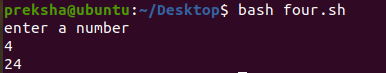 preksha@ubuntu:~/Desktop$ bash four.sh
enter a number
4
24